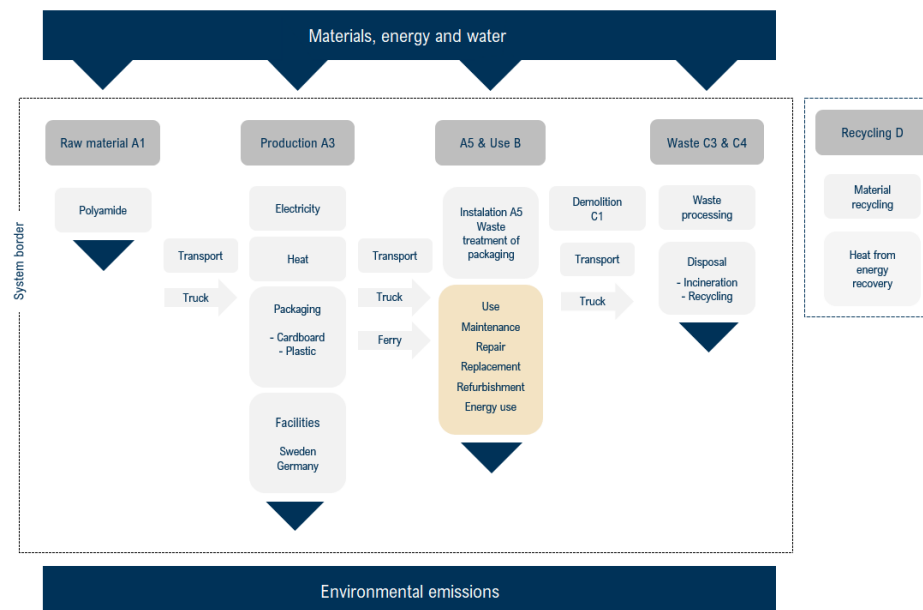 Materials, energy and water
System border
Raw material A1
Polyamide
Transport
Truck
Production A3
Electricity
Heat
Packaging
- Cardboard
- Plastic
Facilities
Sweden
Germany
Transport
Truck
Ferry
A5 & Use B
Instalation A5
Waste
treatment of
packaging
Use
Maintenance
Repair
Replacement
Refurbishment
Energy use
Demolition
C1
Transport
Truck
Waste C3 & C4
Waste
processing
Disposal
- Incineration
- Recycling
Recycling D
Material
recycling
Heat from
energy
recovery
Environmental emissions